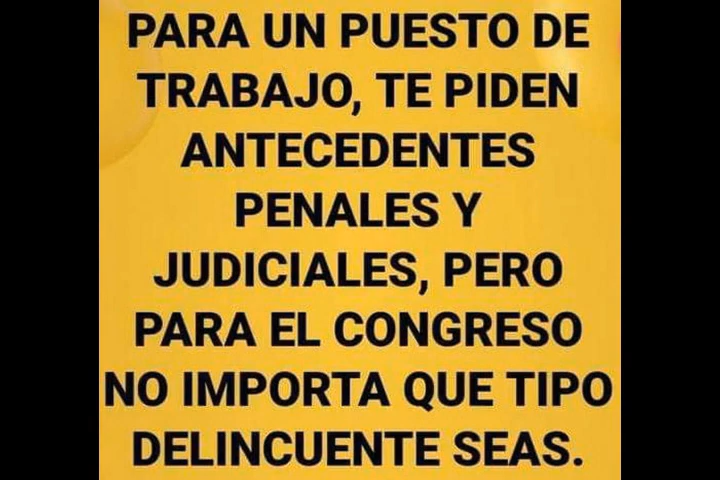 PARA UN PUESTO DE
TRABAJO, TE PIDEN
ANTECEDENTES
PENALES Y
JUDICIALES, PERO
PARA EL CONGRESO
NO IMPORTA QUE TIPO
DELINCUENTE SEAS.